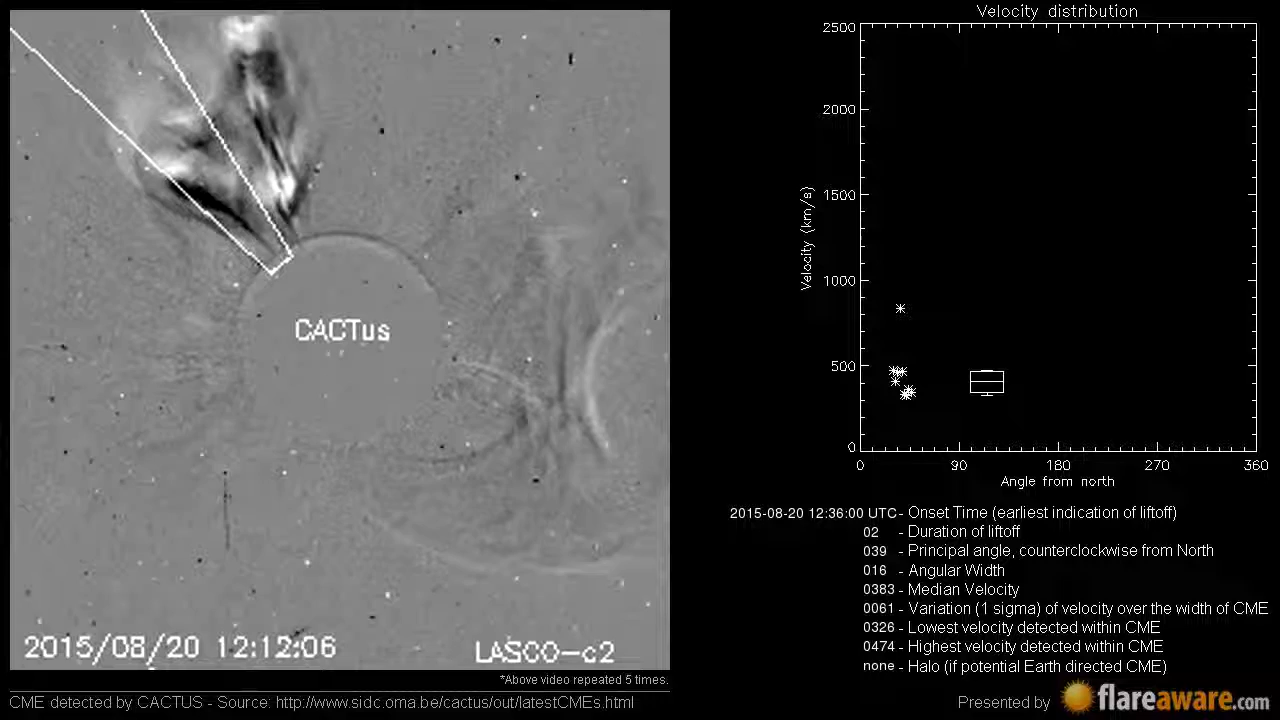 CACTus
2015/08/20 12:12:06
LASCO-c2
*Above video repeated 5 times.
CME detected by CACTUS - Source: http://www.sidc.oma.be/cactus/out/latestCMEs.html
Velocity distribution
Velocity (km/s)
2500
2000
1500
1000
500
0
0 90 180 270 360
Angle from north
2015-08-20 12:36:00 UTC - Onset Time (earliest indication of liftoff)
02 - Duration of liftoff
039 - Principal angle, counterclockwise from North
016 - Angular Width
0383 - Median Velocity
0061 - Variation (1 sigma) of velocity over the width of CME
0326 - Lowest velocity detected within CME
0474 - Highest velocity detected within CME
none - Halo (if potential Earth directed CME)
Presented by flareaware.com